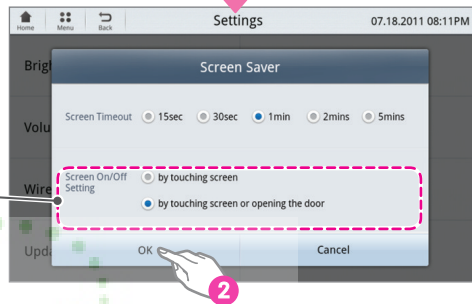 Home Menu Back Settings 07.18.2011 08:11PM
Brig
Screen Saver
Screen Timeout 15sec 30sec 1min 2mins 5mins
Volu
Screen On/Off Setting
by touching screen
by touching screen or opening the door
Wire
Upda
OK Cancel
2